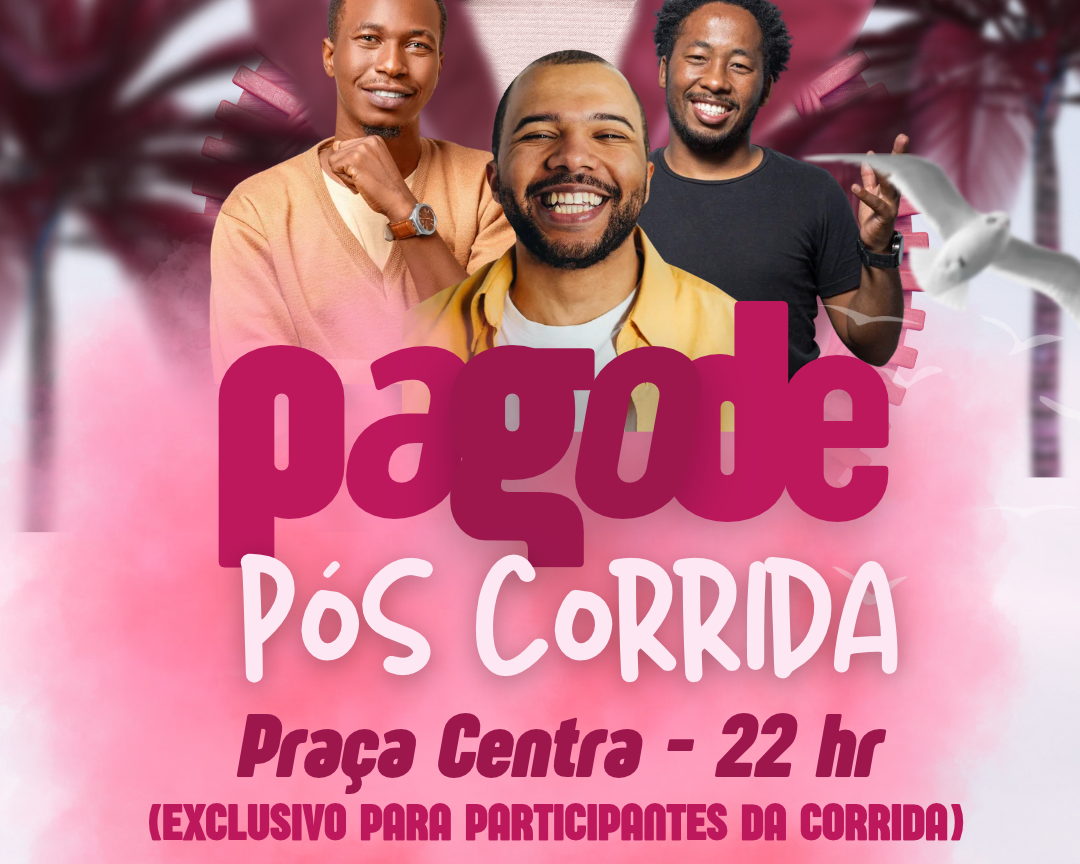 pagode
PóS CoRRIDA
Praça Centra - 22 hr
(EXCLUSIVO PARA PARTICIPANTES DA CORRIDA)